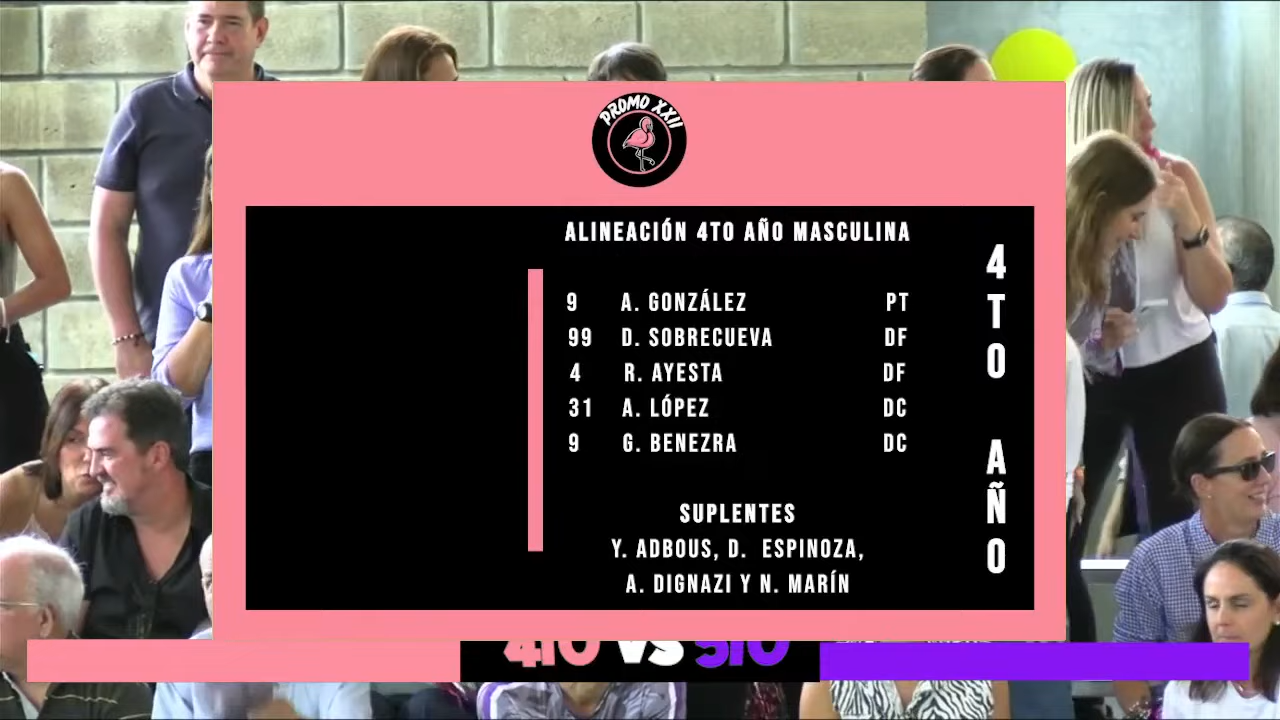 PROMO XXII
ALINEACIÓN 4TO AÑO MASCULINA
9 A. GONZÁLEZ PT
99 D. SOBRECUEVA DF
4 R. AYESTA DF
31 A. LÓPEZ DC
9 G. BENEZRA DC
SUPLENTES
Y. ADBOUS, D. ESPINOZA,
A. DIGNAZI Y N. MARÍN
4TO AÑO
4TO VS 5TO